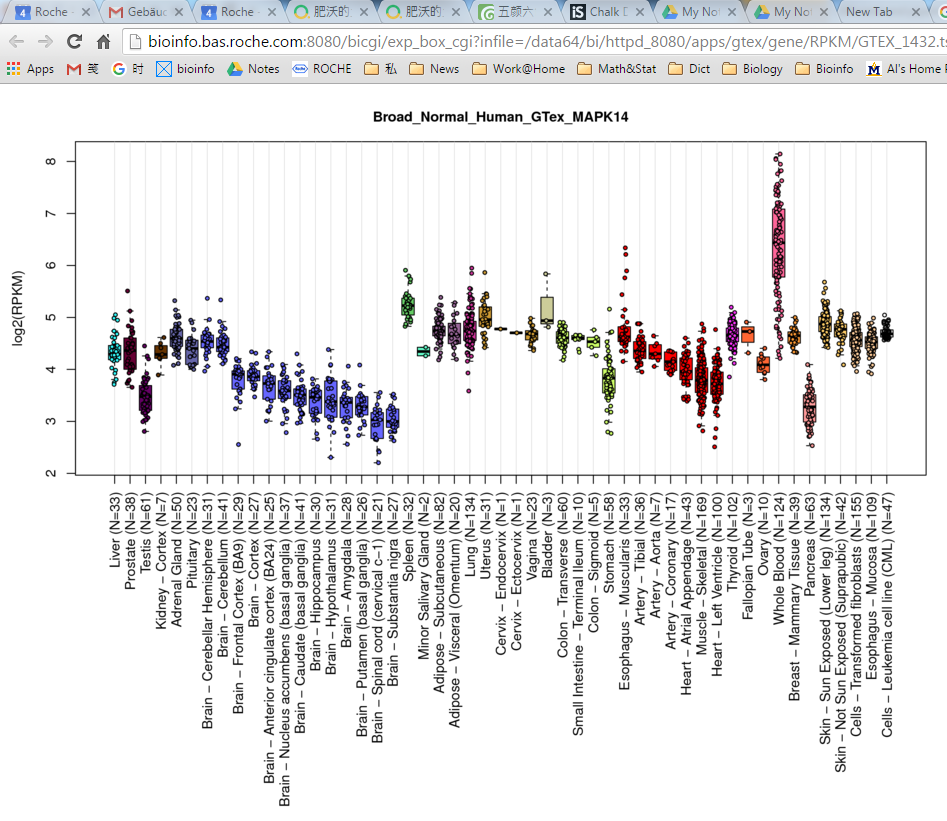 Roche -
Gebäuc
Roche -
肥沃的
肥沃的
五颜六
Chalk D
My Not
My Not
New Tab
bioinfo.bas.roche.com:8080/bicgi/exp_box_cgi?infile=/data64/bi/httpd_8080/apps/gtex/gene/RPKM/GTEX_1432.ts
Apps
笺
时
bioinfo
Notes
ROCHE
私
News
Work@Home
Math&Stat
Dict
Biology
Bioinfo
Al's Home P
Broad_Normal_Human_GTex_MAPK14
log2(RPKM)
8
7
6
5
4
3
2
Liver (N=33)
Prostate (N=38)
Testis (N=61)
Kidney – Cortex (N=7)
Adrenal Gland (N=50)
Pituitary (N=23)
Brain – Cerebellar Hemisphere (N=31)
Brain – Cerebellum (N=41)
Brain – Frontal Cortex (BA9) (N=29)
Brain – Cortex (N=27)
Brain – Anterior cingulate cortex (BA24) (N=25)
Brain – Nucleus accumbens (basal ganglia) (N=37)
Brain – Caudate (basal ganglia) (N=41)
Brain – Hippocampus (N=30)
Brain – Hypothalamus (N=31)
Brain – Amygdala (N=28)
Brain – Putamen (basal ganglia) (N=26)
Brain – Spinal cord (cervical c–1) (N=21)
Brain – Substantia nigra (N=27)
Spleen (N=32)
Minor Salivary Gland (N=2)
Adipose – Subcutaneous (N=82)
Adipose – Visceral (Omentum) (N=20)
Lung (N=134)
Uterus (N=31)
Cervix – Endocervix (N=1)
Cervix – Ectocervix (N=1)
Vagina (N=23)
Bladder (N=3)
Colon – Transverse (N=60)
Small Intestine – Terminal Ileum (N=10)
Colon – Sigmoid (N=5)
Stomach (N=58)
Esophagus – Muscularis (N=33)
Artery – Tibial (N=36)
Artery – Aorta (N=7)
Artery – Coronary (N=17)
Heart – Atrial Appendage (N=43)
Muscle – Skeletal (N=169)
Heart – Left Ventricle (N=100)
Thyroid (N=102)
Fallopian Tube (N=3)
Ovary (N=10)
Whole Blood (N=124)
Breast – Mammary Tissue (N=39)
Pancreas (N=63)
Skin – Sun Exposed (Lower leg) (N=134)
Skin – Not Sun Exposed (Suprapubic) (N=42)
Cells – Transformed fibroblasts (N=155)
Esophagus – Mucosa (N=109)
Cells – Leukemia cell line (CML) (N=47)